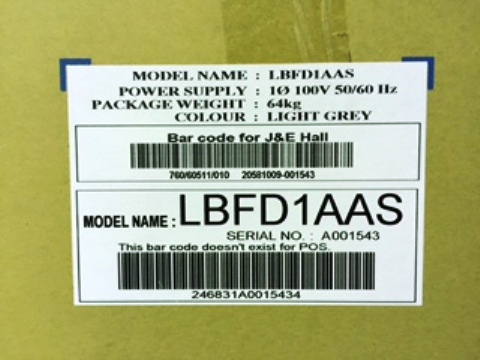 MODEL NAME : LBFD1AAS
POWER SUPPLY : 1Ø 100V 50/60 Hz
PACKAGE WEIGHT : 64kg
COLOUR : LIGHT GREY
Bar code for J&E Hall
760/60511/010 20581009-001543
MODEL NAME : LBFD1AAS
SERIAL NO. : A001543
This bar code doesn't exist for POS.
246831A0015434